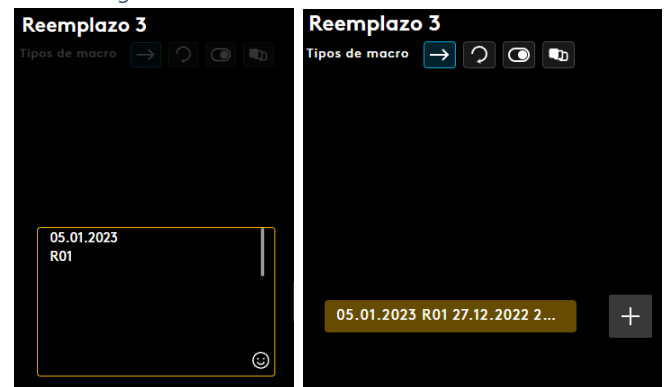 Reemplazo 3
Tipos de macro
05.01.2023
R01
Reemplazo 3
Tipos de macro
05.01.2023 R01 27.12.2022 2...